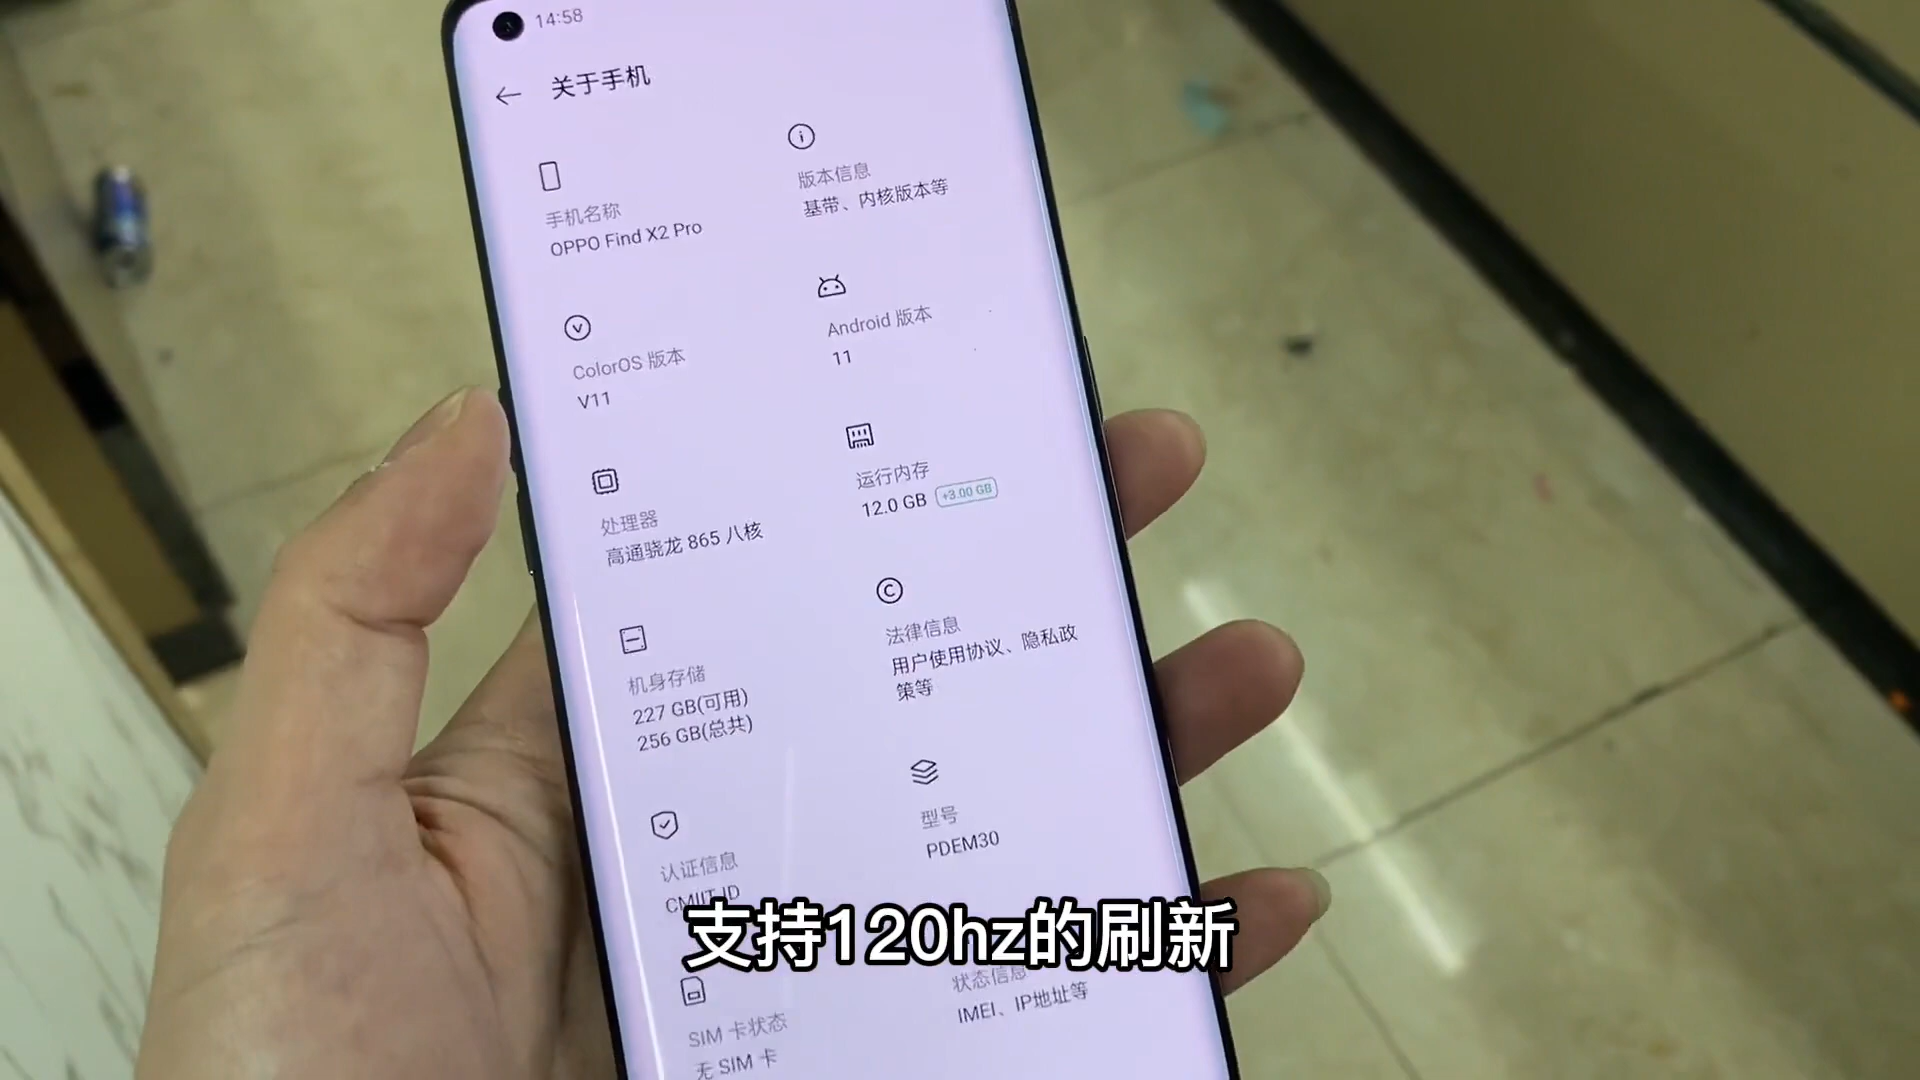 14:58
关于手机
手机名称
OPPO Find X2 Pro
版本信息
基带、内核版本等
ColorOS 版本
V11
Android 版本
11
处理器
高通骁龙 865 八核
运行内存
12.0 GB +3.00 GB
机身存储
227 GB(可用)
256 GB(总共)
法律信息
用户使用协议、隐私政
策等
认证信息
CMIIT ID
型号
PDEM30
支持120hz的刷新
SIM 卡状态
无 SIM 卡
状态信息
IMEI、IP地址等